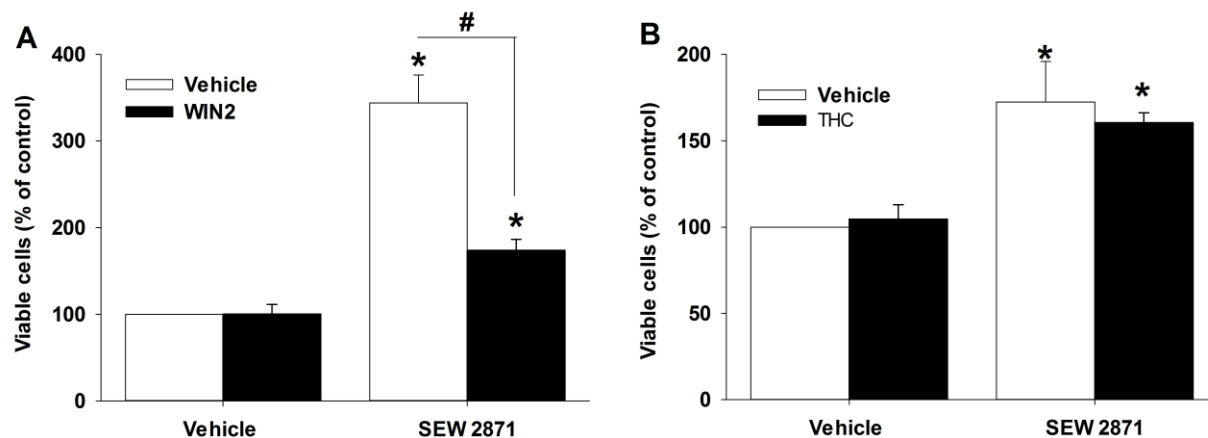 A
Viable cells (% of control)
400
300
200
100
0
Vehicle
WIN2
*
#
*
Vehicle
SEW 2871
B
Viable cells (% of control)
200
150
100
50
0
Vehicle
THC
*
*
Vehicle
SEW 2871